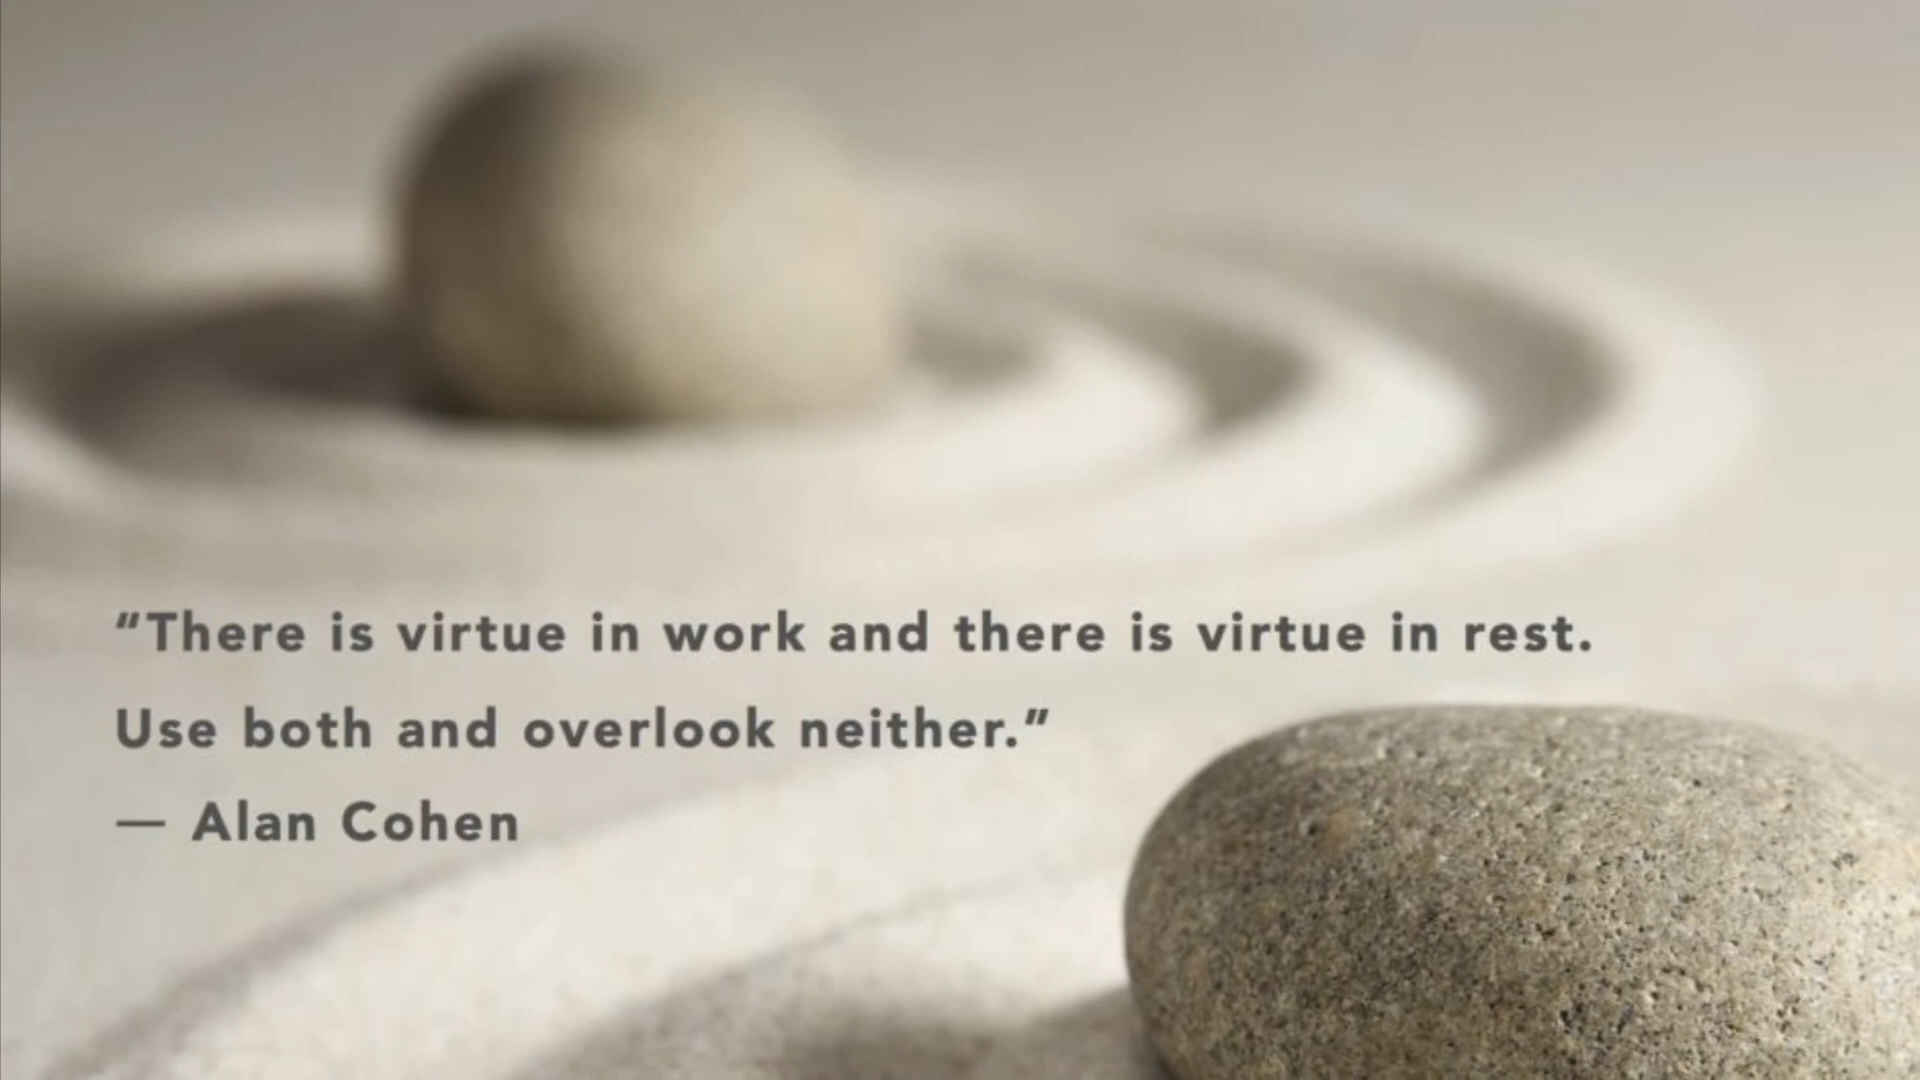 “There is virtue in work and there is virtue in rest.
Use both and overlook neither.”
— Alan Cohen